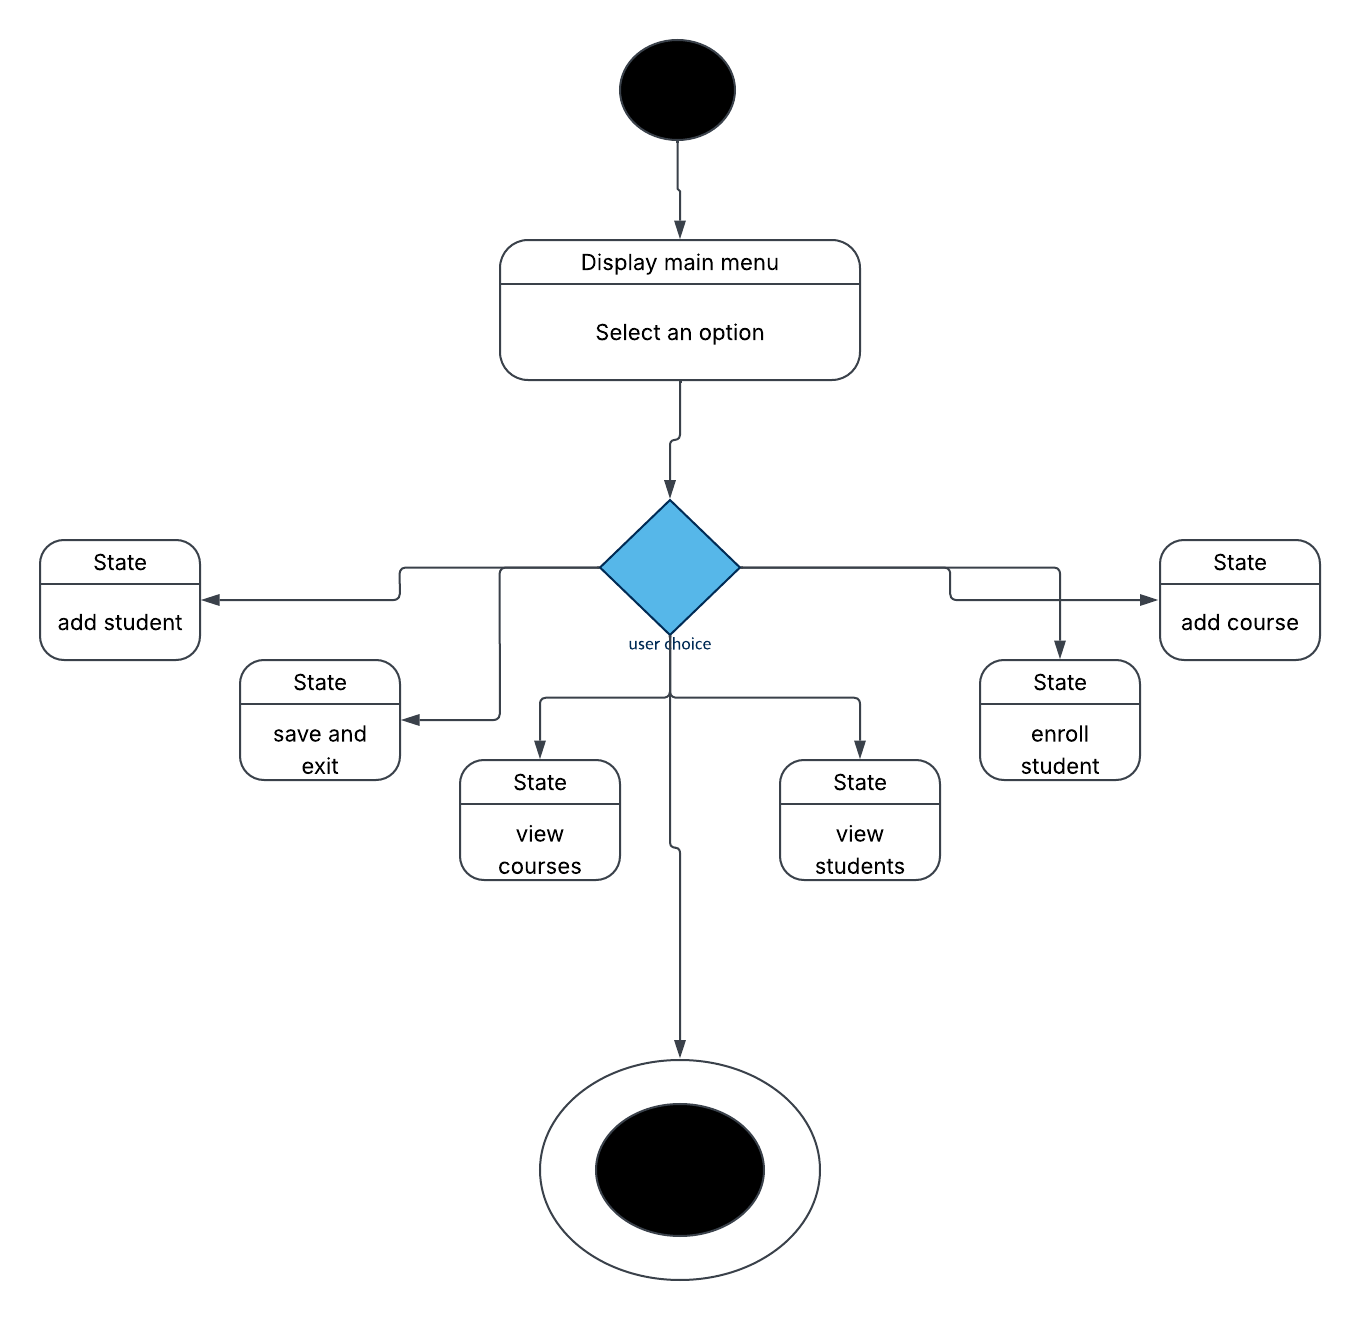 Display main menu
Select an option
State
add student
State
add course
user choice
State
save and
exit
State
enroll
student
State
view
courses
State
view
students